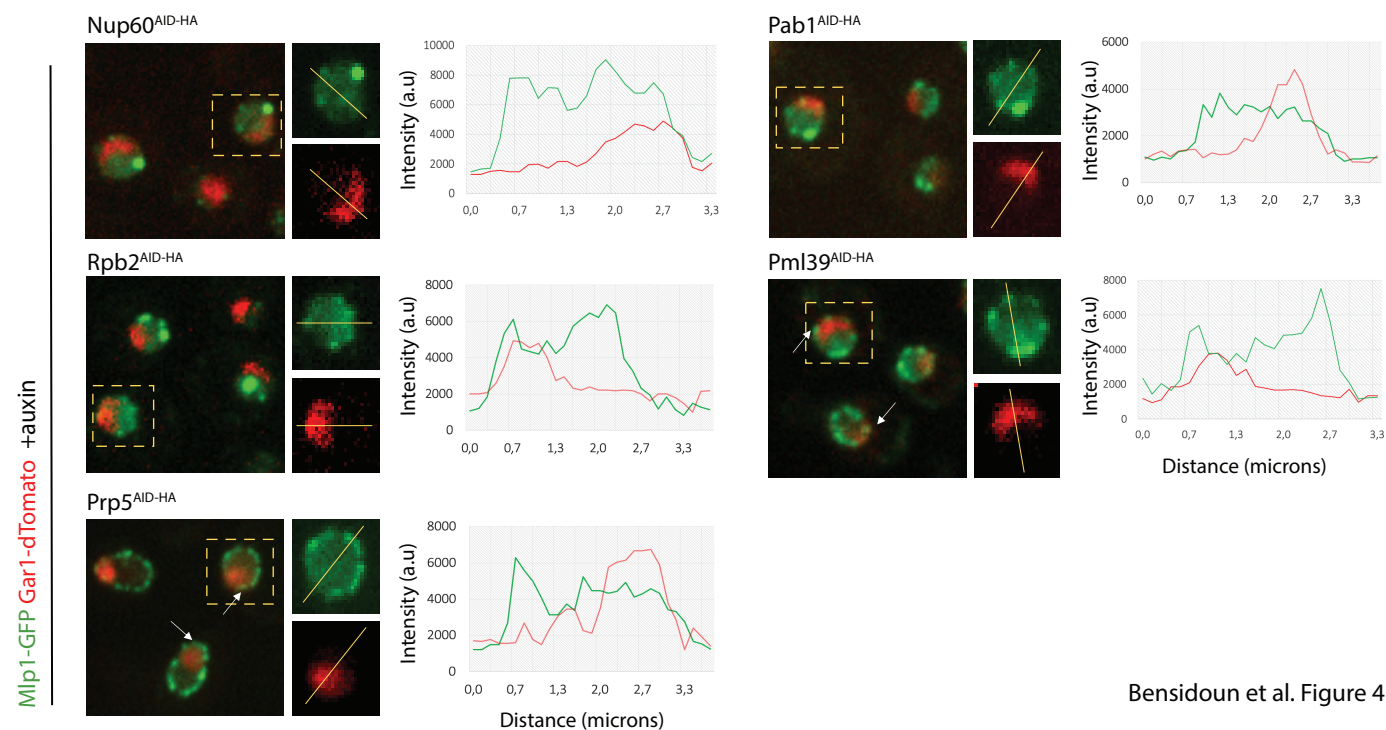 Nup60AID-HA
10000
8000
6000
4000
2000
0
Intensity (a.u)
0,0 0,7 1,3 2,0 2,7 3,3
Pab1AID-HA
6000
4000
2000
0
Intensity (a.u)
0,0 0,7 1,3 2,0 3,3
Rpb2AID-HA
8000
6000
4000
2000
0
Intensity (a.u)
0,0 0,7 1,3 2,0 2,7 3,3
Pml39AID-HA
8000
6000
4000
2000
0
Intensity (a.u)
0,0 0,7 1,3 2,0 2,7 3,3
Distance (microns)
Prp5AID-HA
8000
6000
4000
2000
0
Intensity (a.u)
0,0 0,7 1,3 2,0 2,7 3,3
Distance (microns)
Mlp1-GFP Gar1-dTomato +auxin
Bensidoun et al. Figure 4